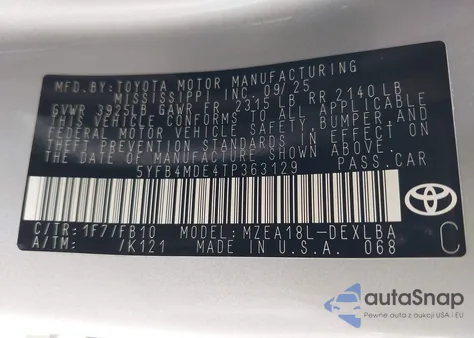 MFD.BY:TOYOTA MOTOR MANUFACTURING
MISSISSIPPI INC.09/25
GVWR 3925LB GAWR FR 2315 LB RR 2140 LB
THIS VEHICLE CONFORMS TO ALL APPLICABLE
FEDERAL MOTOR VEHICLE SAFETY BUMPER, AND
THEFT PREVENTION STANDARDS IN EFFECT ON
THE DATE OF MANUFACTURE SHOWN ABOVE.
5YFB4MDE4TP363129 PASS.CAR
C/TR: 1F7/FB10 MODEL: MZEA18L-DEXLBA
A/TM: /K121 MADE IN U.S.A. 068
TOYOTA
C
autoSnap
Pewne auta z aukcji USA i EU